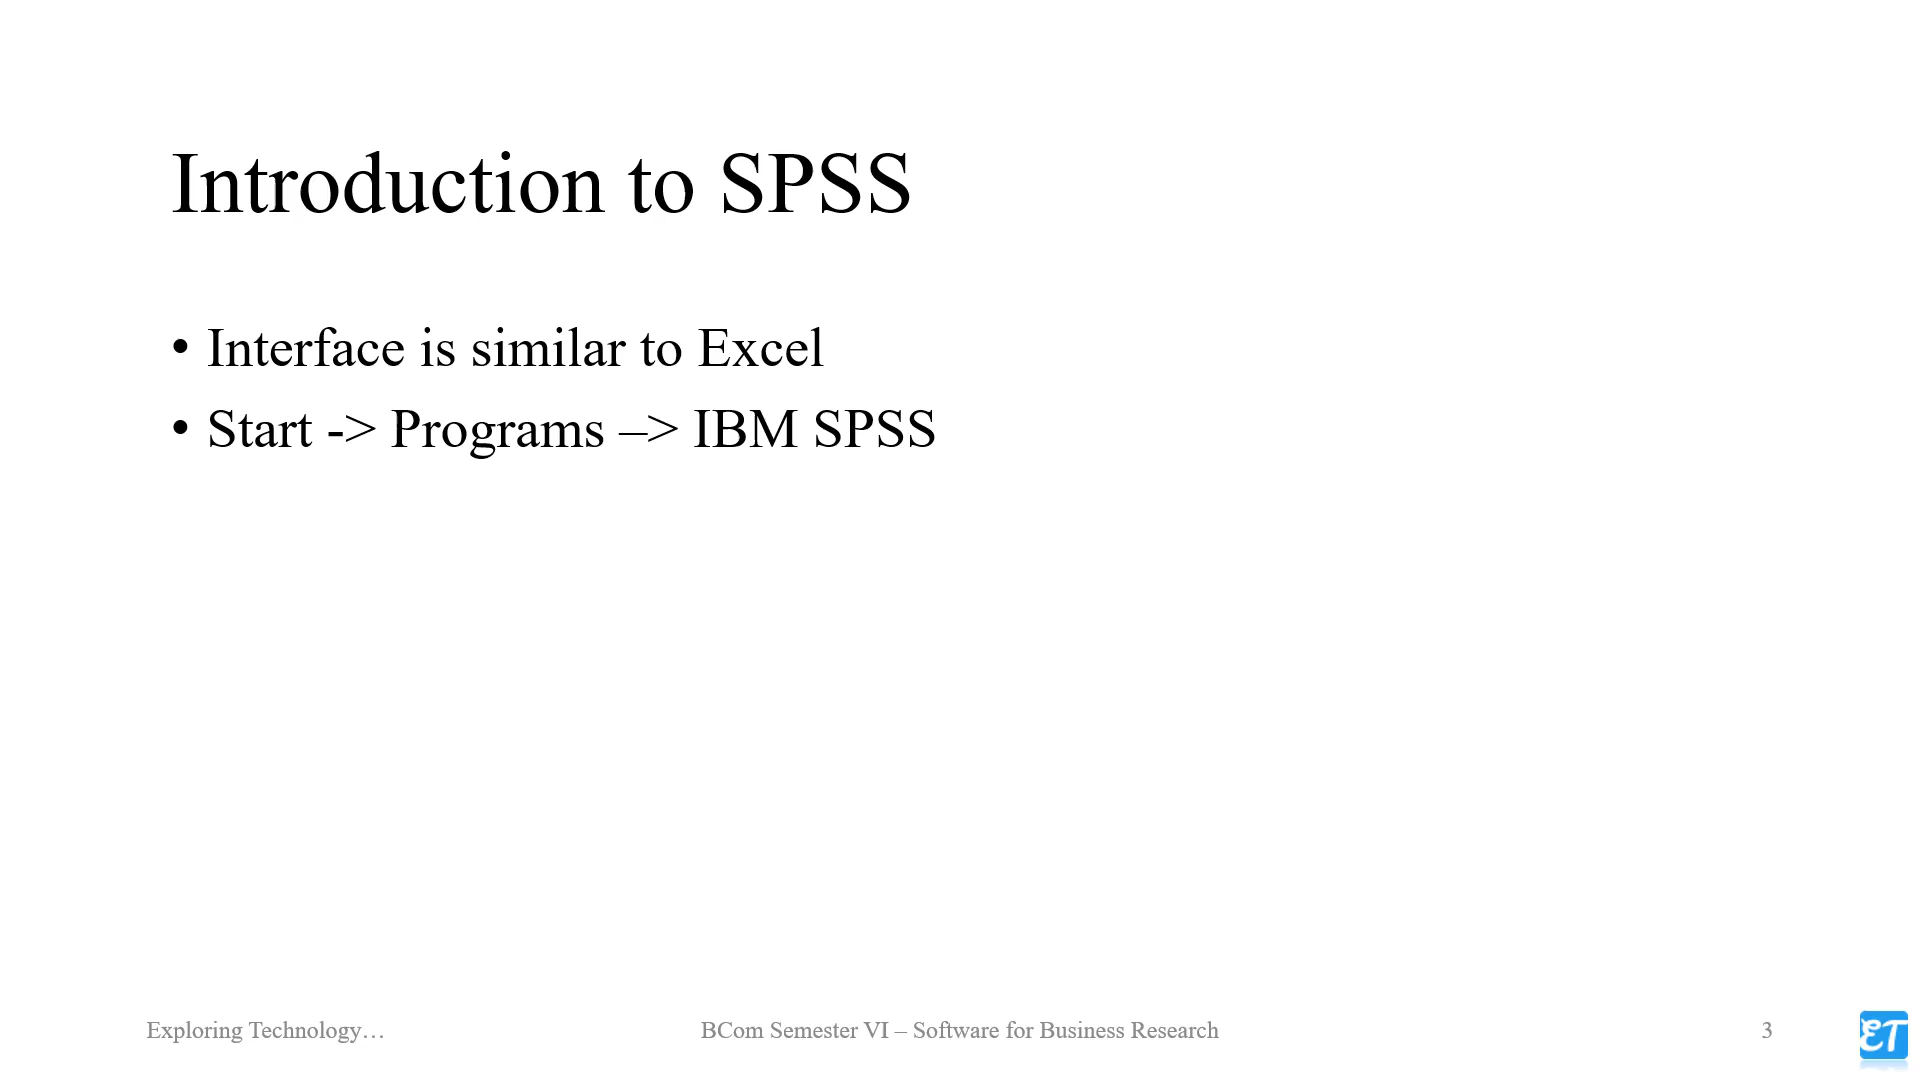 Introduction to SPSS
• Interface is similar to Excel
• Start -> Programs –> IBM SPSS
Exploring Technology…
BCom Semester VI – Software for Business Research
3
ET